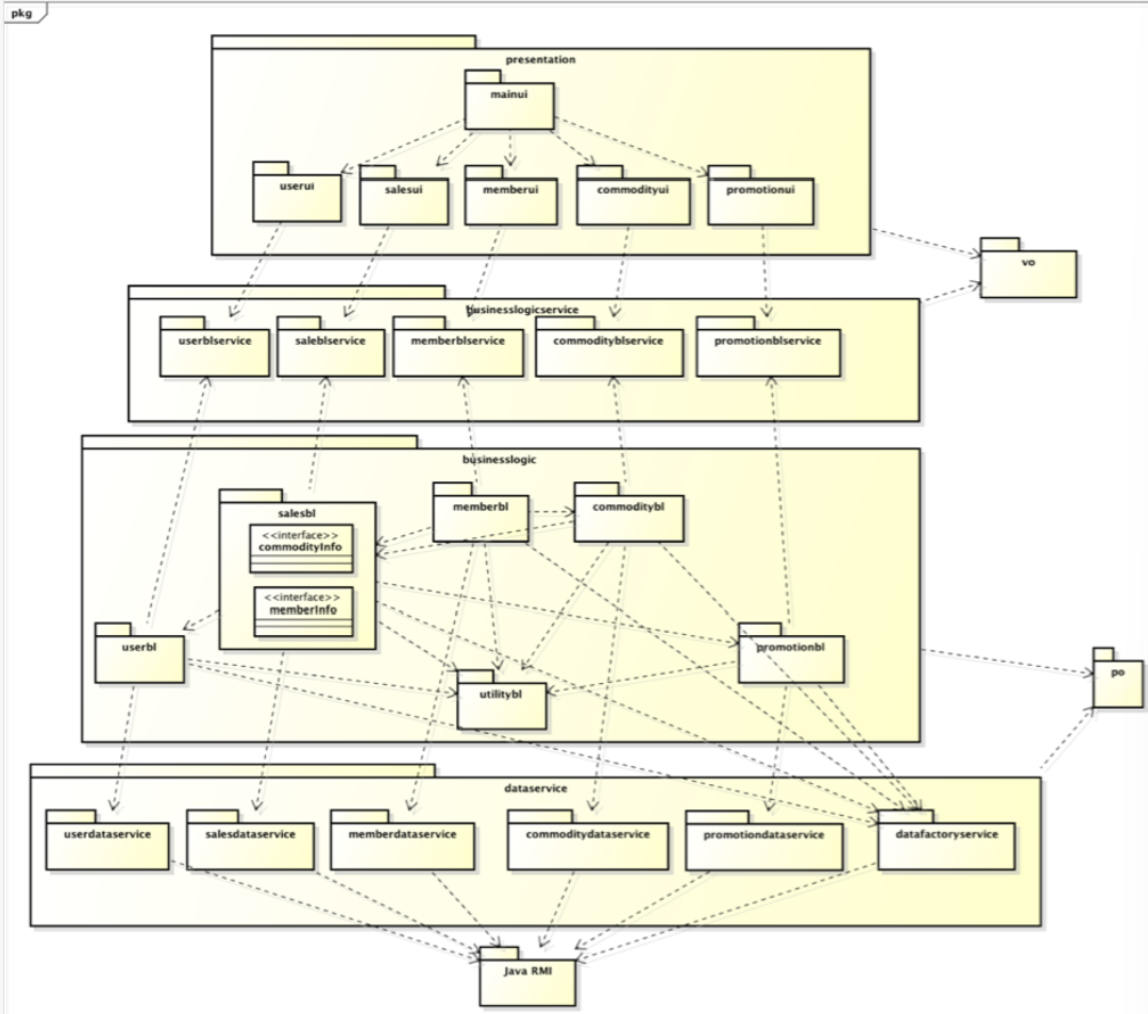 pkg
presentation
mainui
userui
salesui
memberui
commodityui
promotionui
vo
businesslogicservice
userblservice
saleblservice
memberblservice
commodityblservice
promotionblservice
businesslogic
salesbl
<<interface>>
commodityInfo
<<interface>>
memberInfo
memberbl
commoditybl
userbl
utilitybl
promotionbl
po
dataservice
userdataservice
salesdataservice
memberdataservice
commoditydataservice
promotiondataservice
datafactoryservice
Java RMI